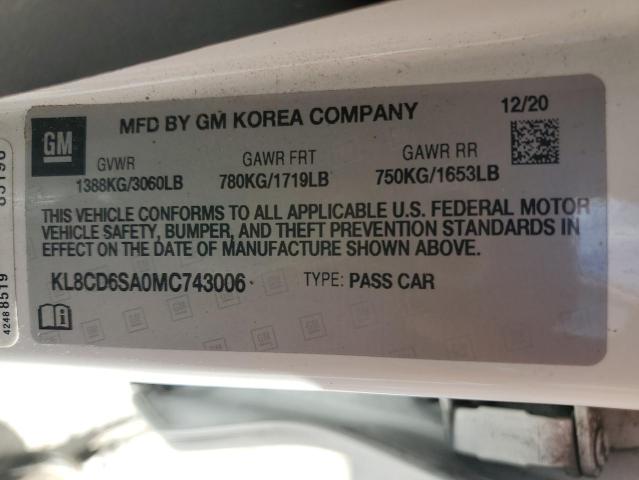 GM
MFD BY GM KOREA COMPANY
12/20
GVWR
1388KG/3060LB
GAWR FRT
780KG/1719LB
GAWR RR
750KG/1653LB
THIS VEHICLE CONFORMS TO ALL APPLICABLE U.S. FEDERAL MOTOR
VEHICLE SAFETY, BUMPER, AND THEFT PREVENTION STANDARDS IN
EFFECT ON THE DATE OF MANUFACTURE SHOWN ABOVE.
KL8CD6SA0MC743006
TYPE: PASS CAR
42488519